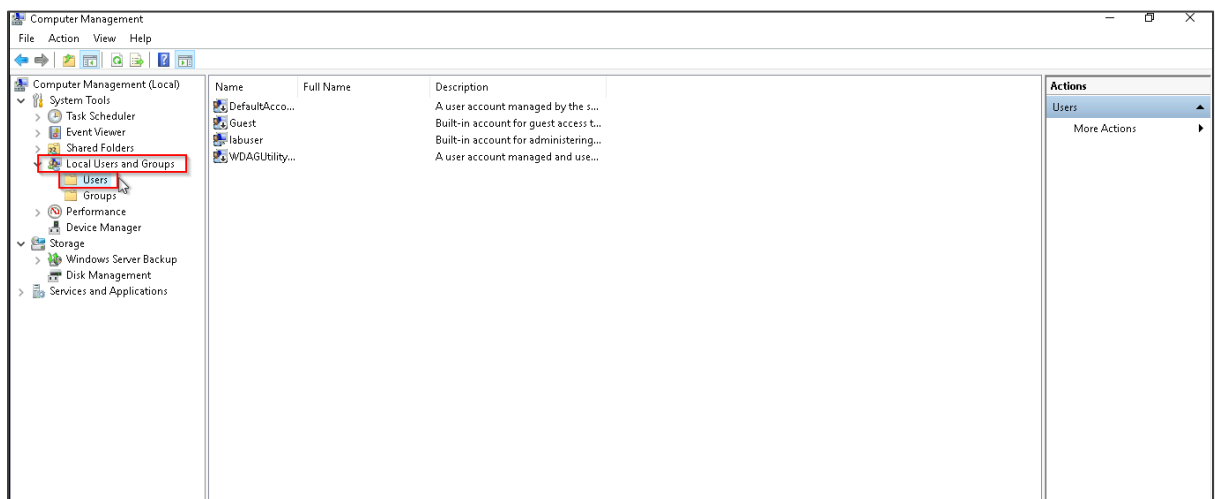 Computer Management
File Action View Help
Computer Management (Local)
System Tools
Task Scheduler
Event Viewer
Shared Folders
Local Users and Groups
Users
Groups
Performance
Device Manager
Storage
Windows Server Backup
Disk Management
Services and Applications
Name Full Name Description
DefaultAcco... A user account managed by the s...
Guest Built-in account for guest access t...
labuser Built-in account for administering...
WDAGUtility... A user account managed and use...
Actions
Users
More Actions